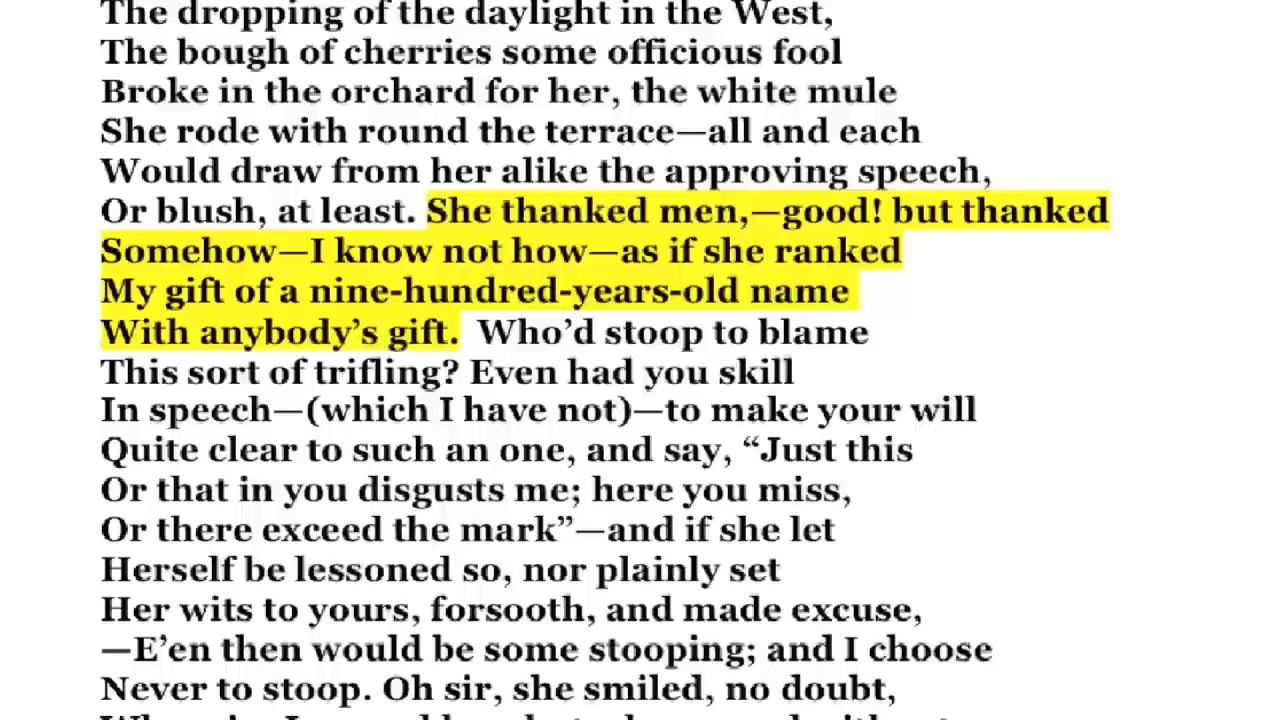 The dropping of the daylight in the West,
The bough of cherries some officious fool
Broke in the orchard for her, the white mule
She rode with round the terrace—all and each
Would draw from her alike the approving speech,
Or blush, at least. She thanked men,—good! but thanked
Somehow—I know not how—as if she ranked
My gift of a nine-hundred-years-old name
With anybody’s gift. Who’d stoop to blame
This sort of trifling? Even had you skill
In speech—(which I have not)—to make your will
Quite clear to such an one, and say, “Just this
Or that in you disgusts me; here you miss,
Or there exceed the mark”—and if she let
Herself be lessoned so, nor plainly set
Her wits to yours, forsooth, and made excuse,
—E’en then would be some stooping; and I choose
Never to stoop. Oh sir, she smiled, no doubt,